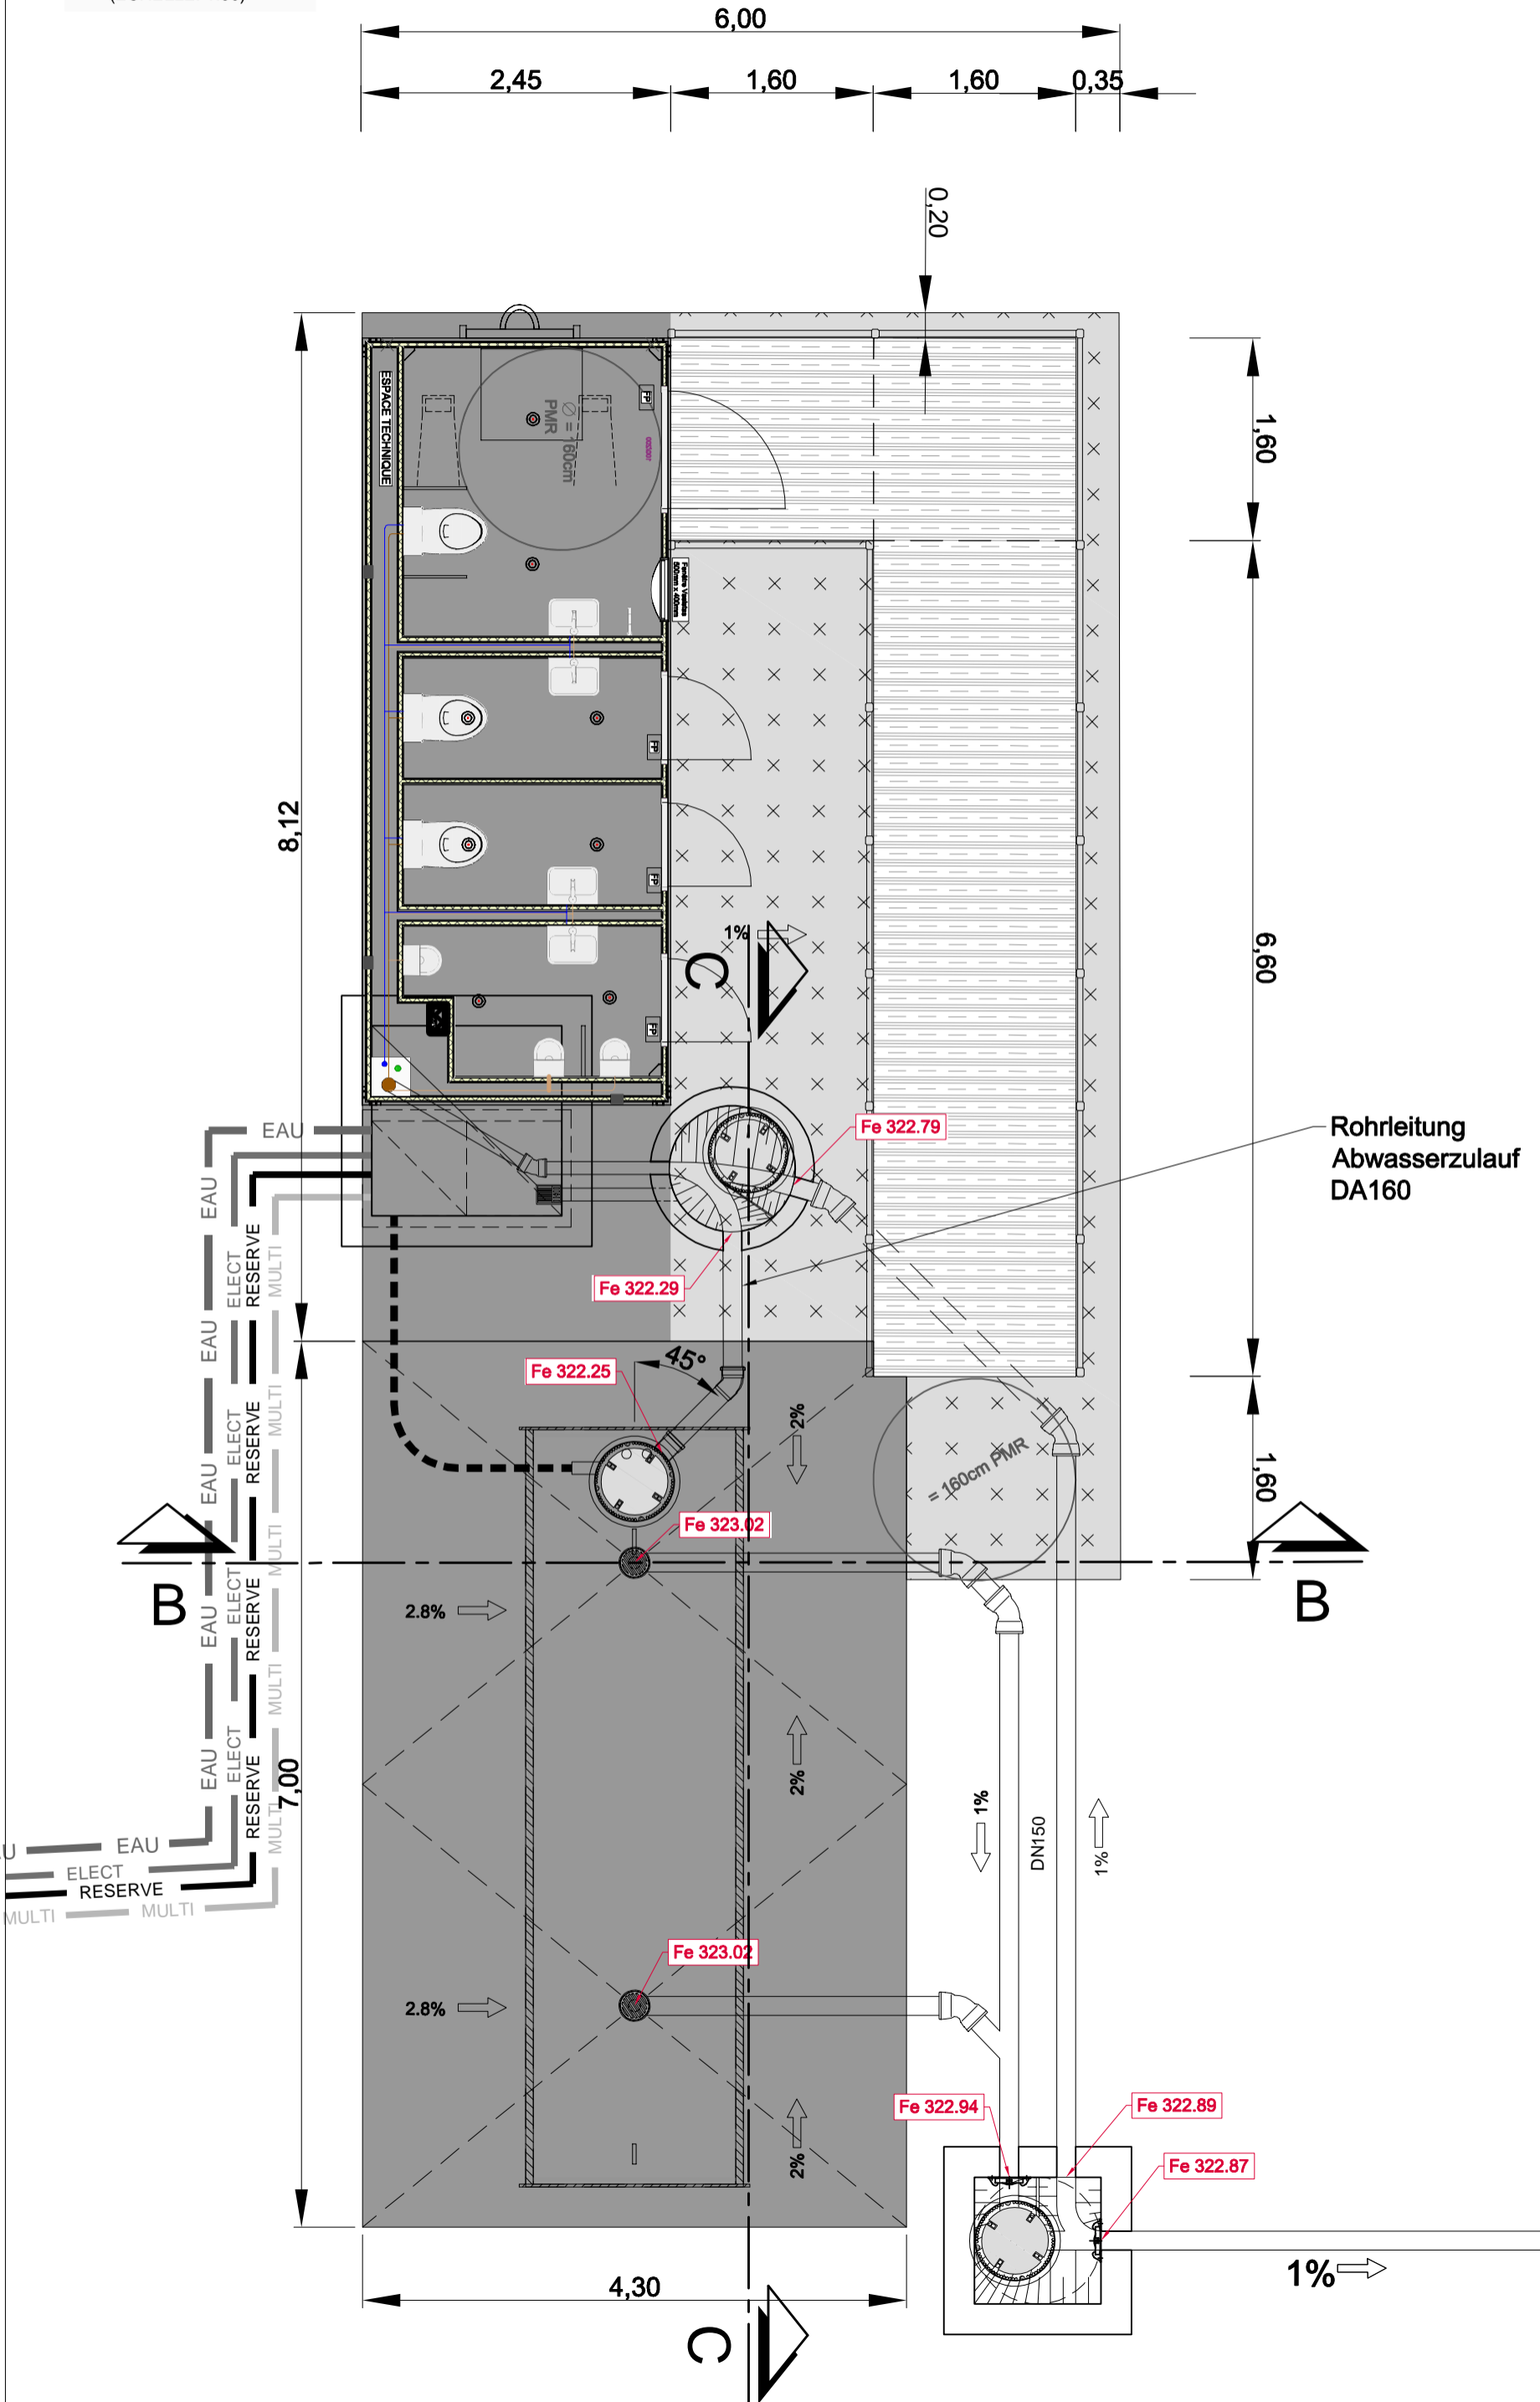 6,00
2,45
1,60
1,60
0,35
0,20
ESPACE TECHNIQUE
Ø = 160cm
PMR
FP
1,60
500mm x 400mm
8,12
FP
FP
1%
C
6,60
FP
EAU
Fe 322.79
Rohrleitung
Abwasserzulauf
DA160
EAU
ELECT
RESERVE
MULTI
Fe 322.29
EAU
45°
Fe 322.25
2%
ELECT
RESERVE
MULTI
= 160cm PMR
1,60
EAU
Fe 323.02
B
B
EAU
ELECT
RESERVE
MULTI
2.8%
MULTI
2%
EAU
ELECT
RESERVE
7,00
1%
DN150
1%
MULTI
EAU
ELECT
RESERVE
MULTI
MULTI
Fe 323.02
2.8%
Fe 322.94
Fe 322.89
2%
Fe 322.87
1%
4,30
C